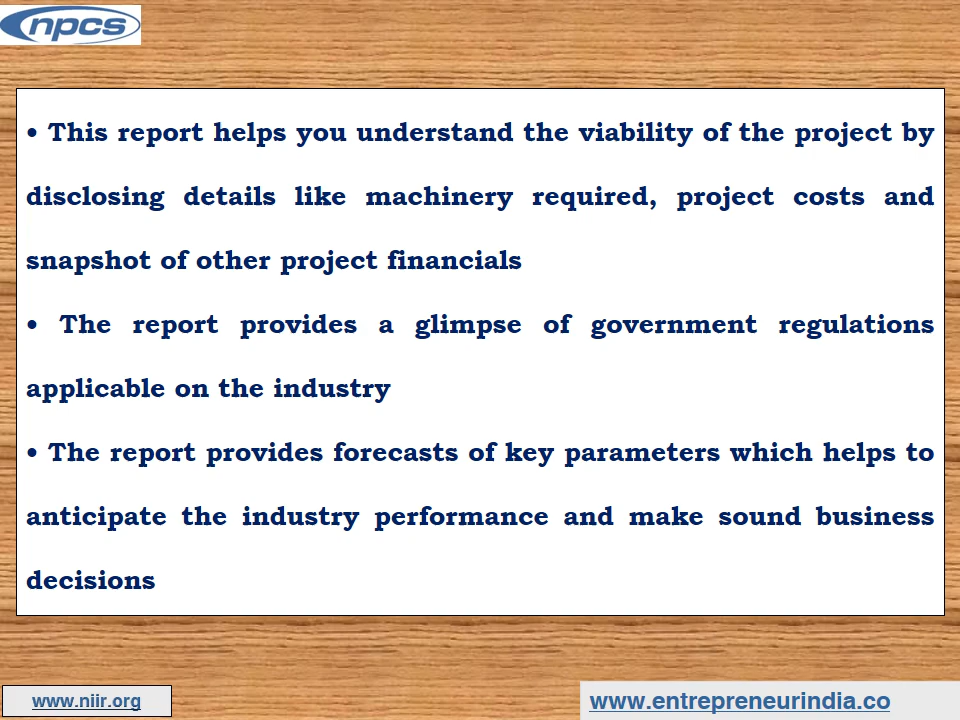 npcs
• This report helps you understand the viability of the project by
disclosing details like machinery required, project costs and
snapshot of other project financials
• The report provides a glimpse of government regulations
applicable on the industry
• The report provides forecasts of key parameters which helps to
anticipate the industry performance and make sound business
decisions
www.niir.org
www.entrepreneurindia.co